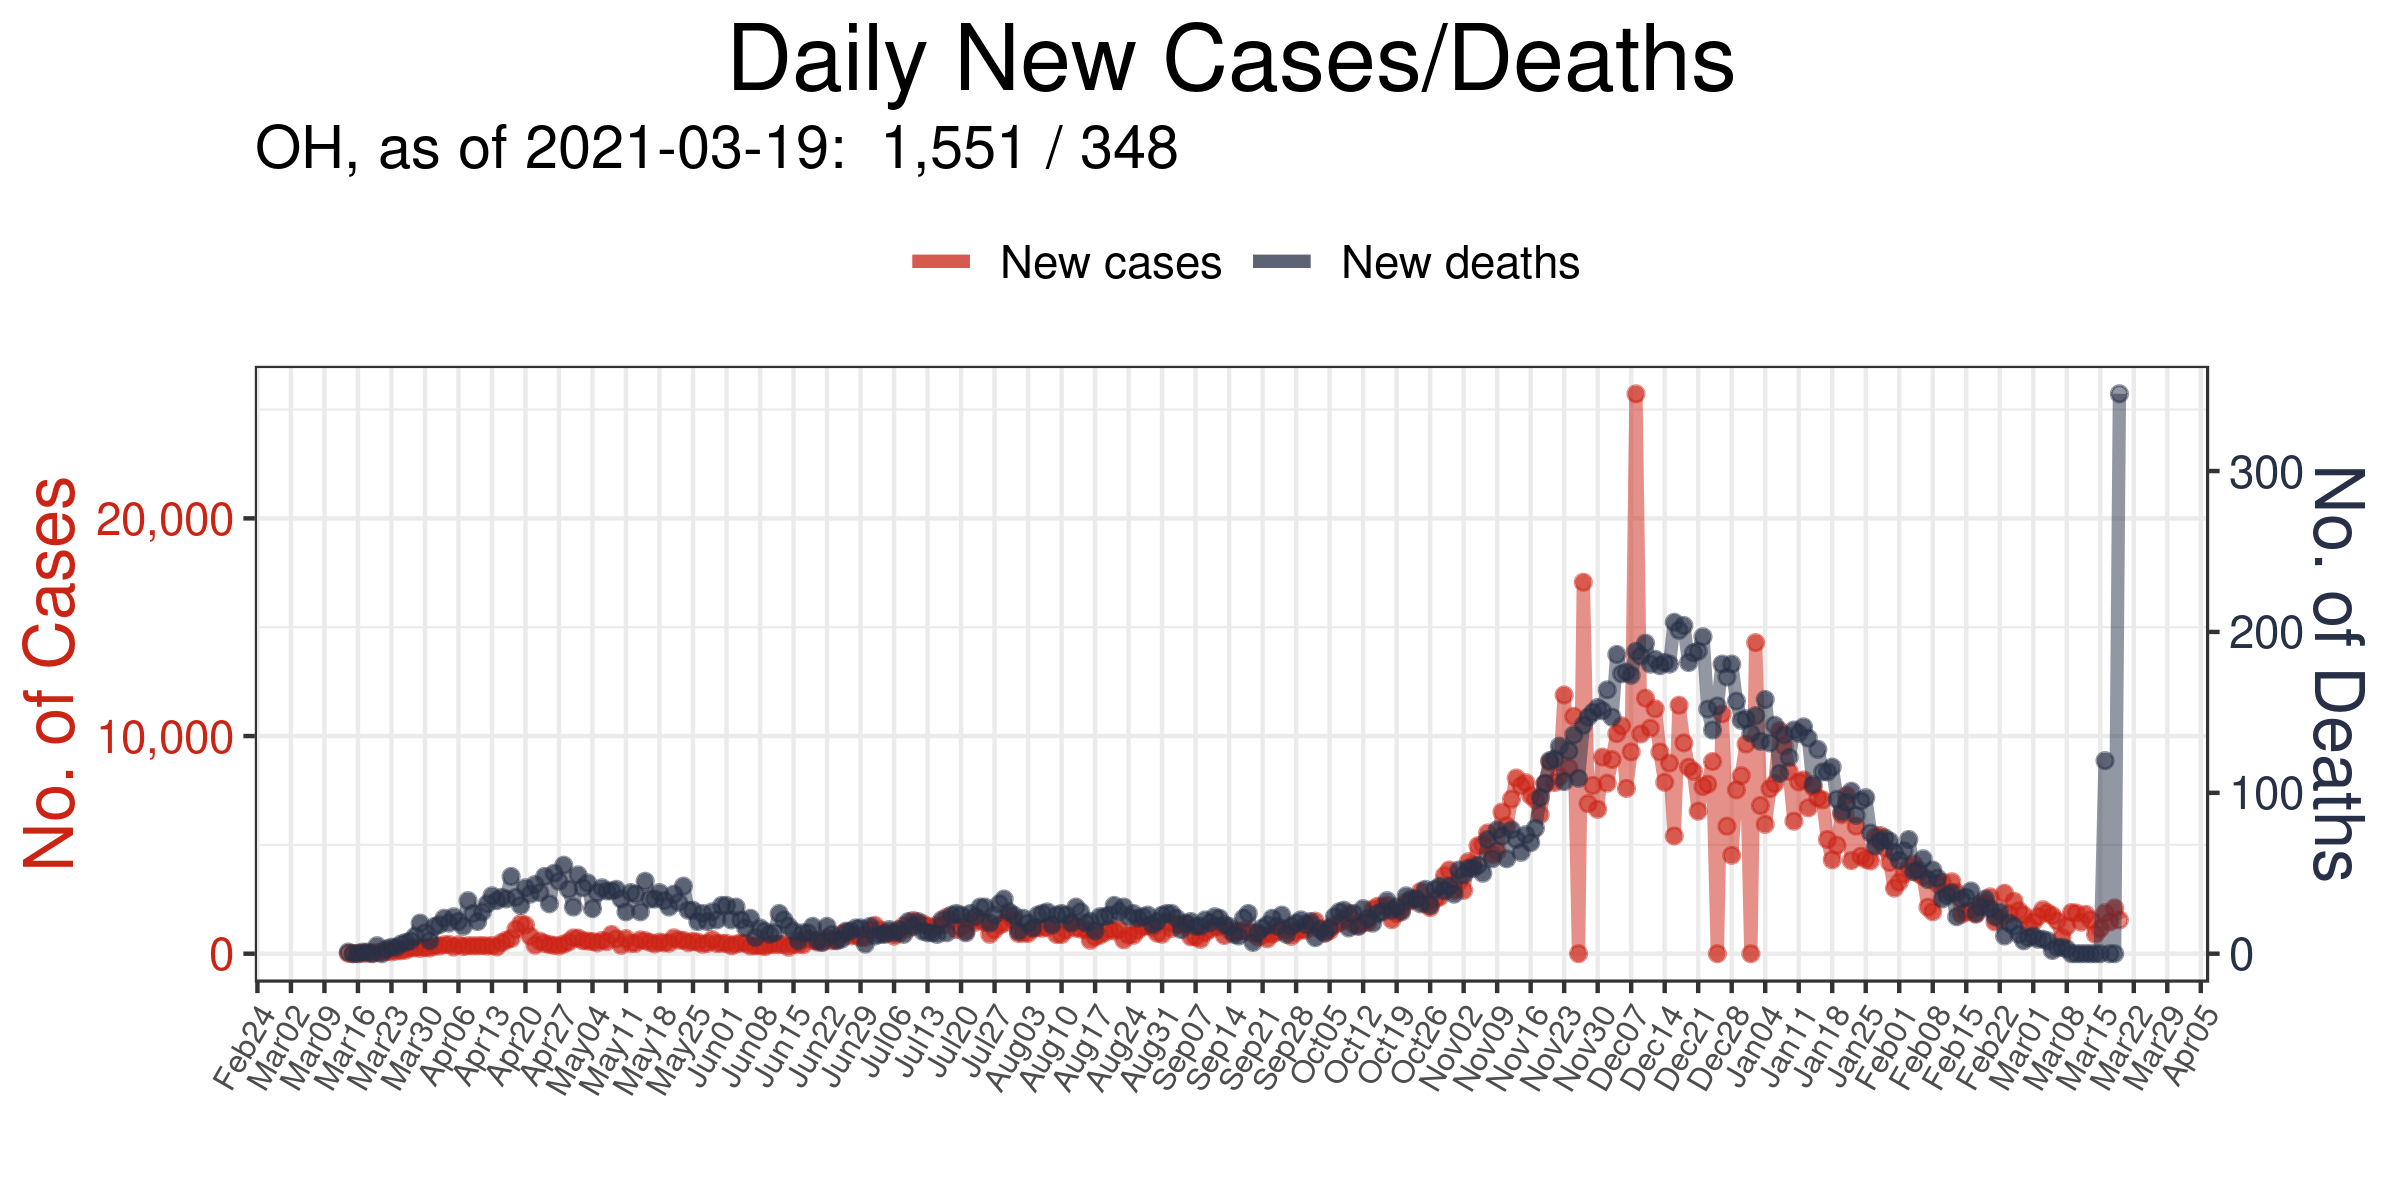 Daily New Cases/Deaths
OH, as of 2021-03-19:  1,551 / 348
New cases
New deaths
No. of Cases
20,000
10,000
0
300
200
100
0
No. of Deaths
Feb24
Mar02
Mar09
Mar16
Mar23
Mar30
Apr06
Apr13
Apr20
Apr27
May04
May11
May18
May25
Jun01
Jun08
Jun15
Jun22
Jun29
Jul06
Jul13
Jul20
Jul27
Aug03
Aug10
Aug17
Aug24
Aug31
Sep07
Sep14
Sep21
Sep28
Oct05
Oct12
Oct19
Oct26
Nov02
Nov09
Nov16
Nov23
Nov30
Dec07
Dec14
Dec21
Dec28
Dec04
Jan11
Jan18
Jan25
Feb01
Feb08
Feb15
Feb22
Mar01
Mar08
Mar15
Mar22
Mar29
Apr05